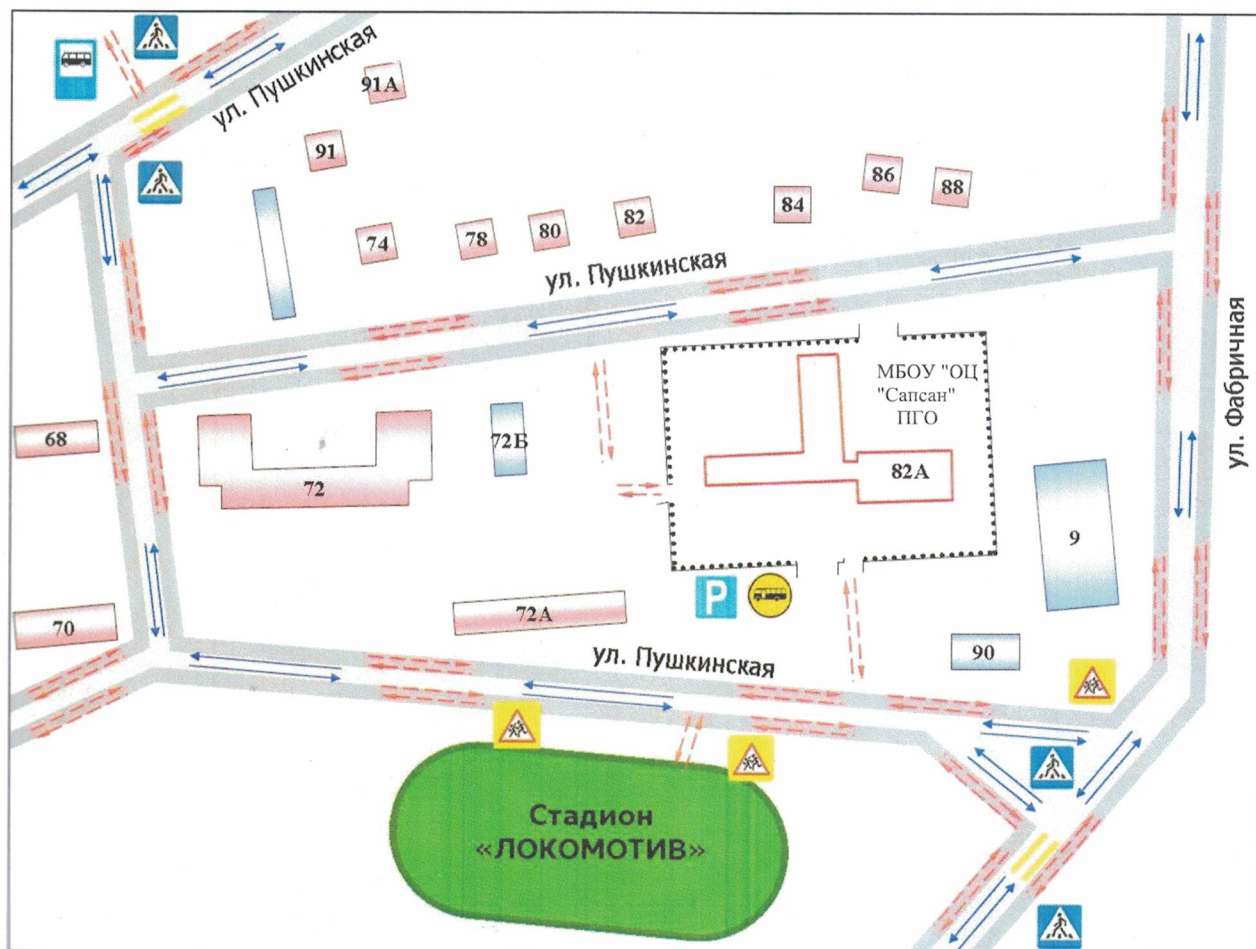 ул. Пушкинская
91А
91
86
88
84
82
80
78
74
ул. Пушкинская
ул. Фабричная
МБОУ "ОЦ
"Сапсан"
ПГО
68
72Б
72
82А
9
P
72А
70
90
ул. Пушкинская
Стадион
«ЛОКОМОТИВ»